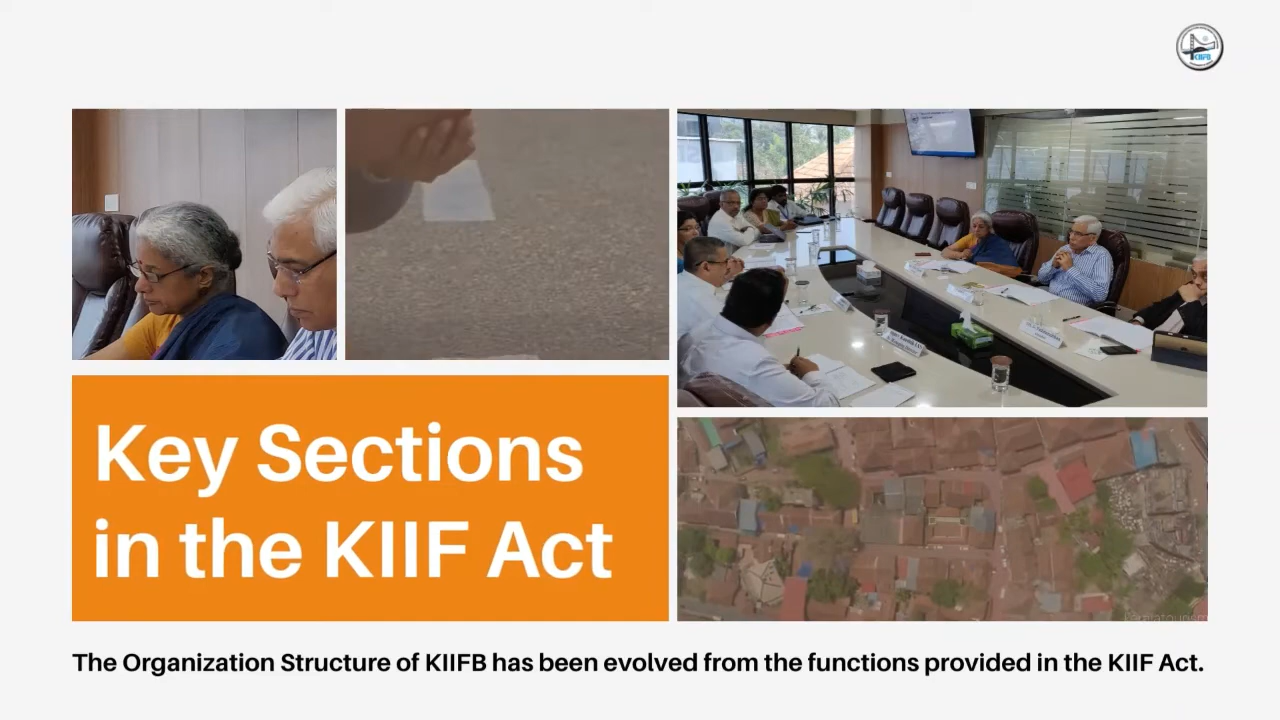 KIIFB
Key Sections
in the KIIF Act
The Organization Structure of KIIFB has been evolved from the functions provided in the KIIF Act.